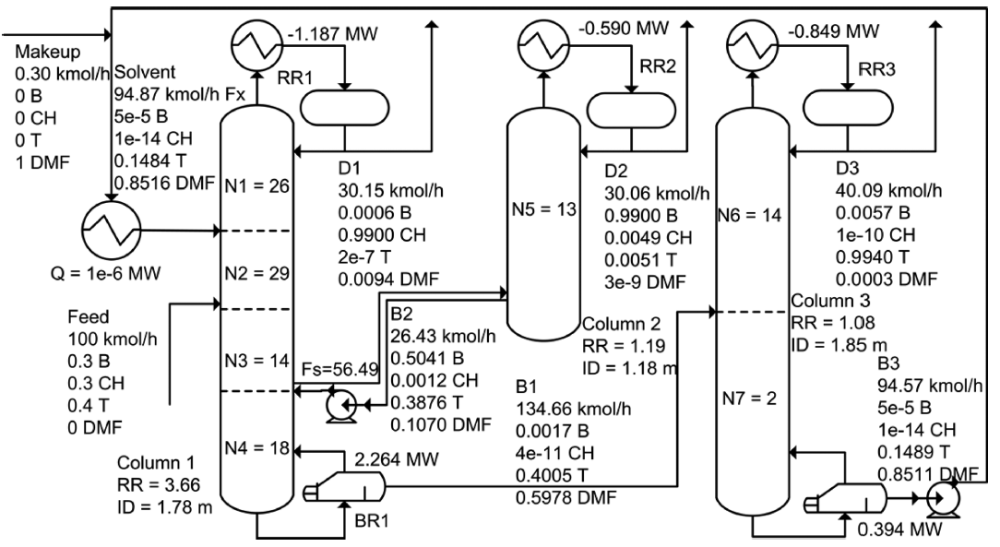 Makeup
0.30 kmol/h
0 B
0 CH
0 T
1 DMF
Solvent
94.87 kmol/h Fx
5e-5 B
1e-14 CH
0.1484 T
0.8516 DMF
Q = 1e-6 MW
Feed
100 kmol/h
0.3 B
0.3 CH
0.4 T
0 DMF
-1.187 MW
RR1
N1 = 26
N2 = 29
N3 = 14
N4 = 18
Column 1
RR = 3.66
ID = 1.78 m
D1
30.15 kmol/h
0.0006 B
0.9900 CH
2e-7 T
0.0094 DMF
Fs=56.49
2.264 MW
BR1
B2
26.43 kmol/h
0.5041 B
0.0012 CH
0.3876 T
0.1070 DMF
-0.590 MW
RR2
N5 = 13
D2
30.06 kmol/h
0.9900 B
0.0049 CH
0.0051 T
3e-9 DMF
Column 2
RR = 1.19
ID = 1.18 m
B1
134.66 kmol/h
0.0017 B
4e-11 CH
0.4005 T
0.5978 DMF
-0.849 MW
RR3
N6 = 14
N7 = 2
D3
40.09 kmol/h
0.0057 B
1e-10 CH
0.9940 T
0.0003 DMF
Column 3
RR = 1.08
ID = 1.85 m
B3
94.57 kmol/h
5e-5 B
1e-14 CH
0.1489 T
0.8511 DMF
0.394 MW